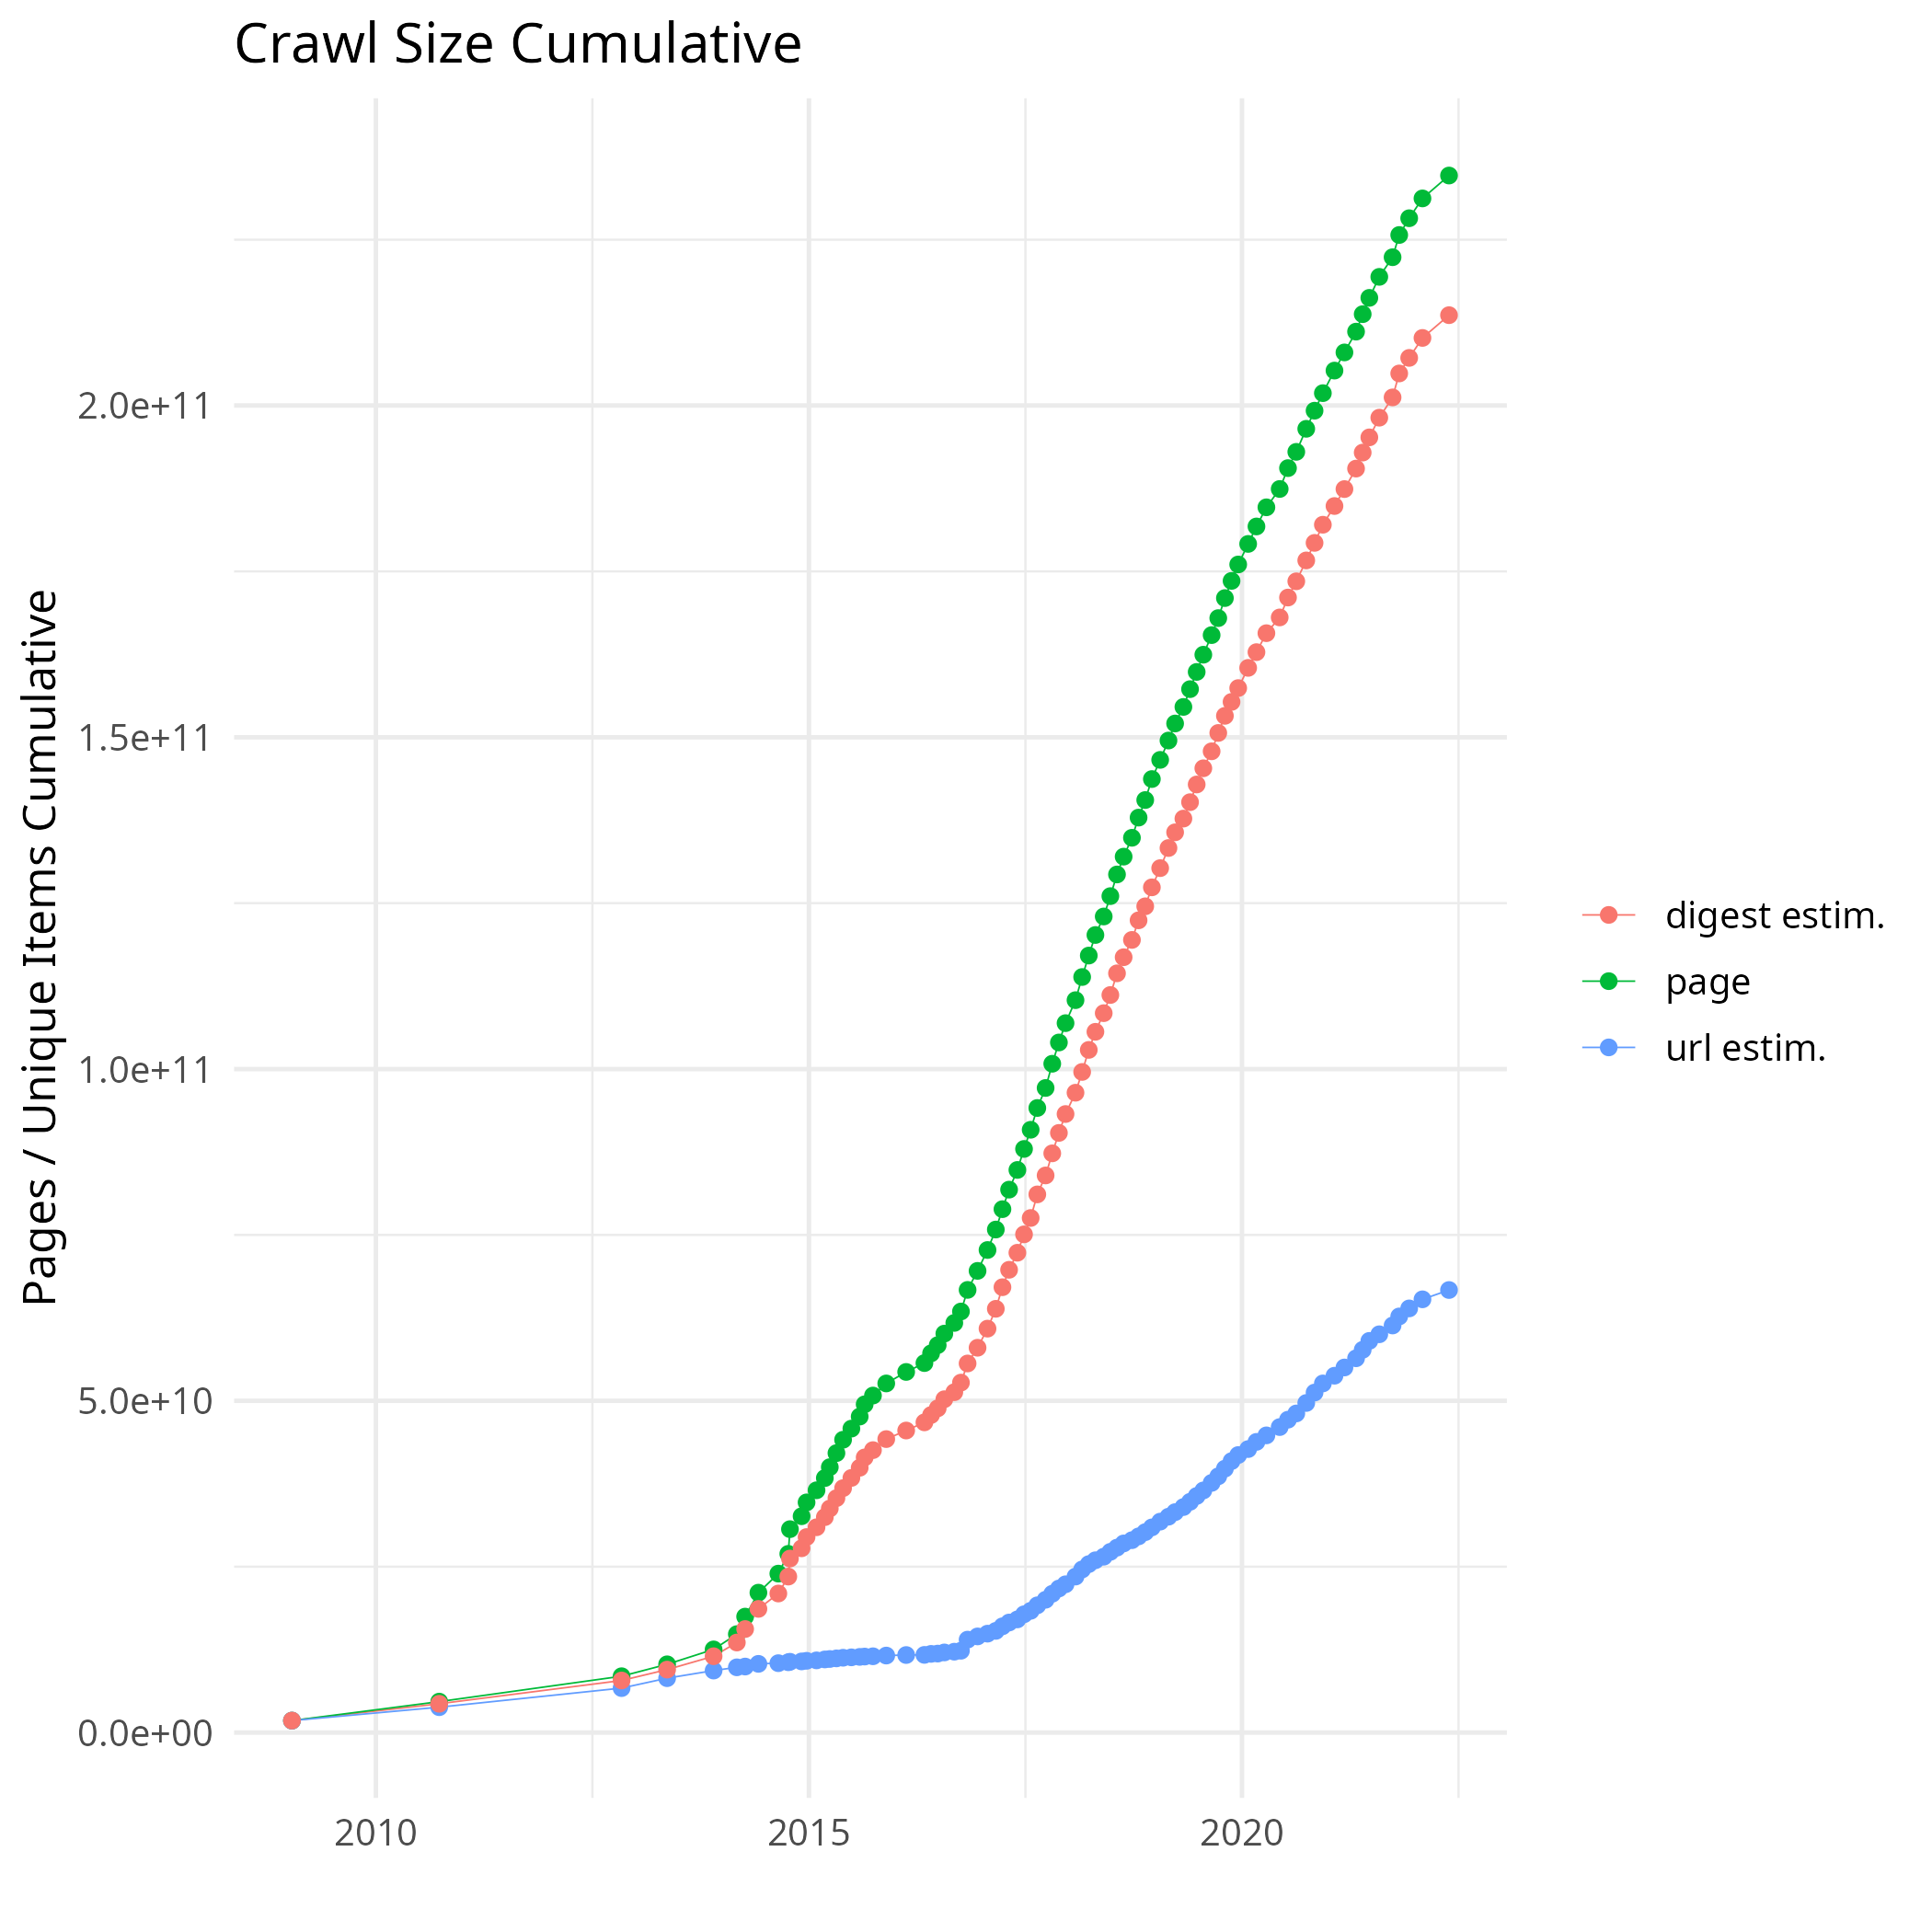 Crawl Size Cumulative
Pages / Unique Items Cumulative
2.0e+11
1.5e+11
1.0e+11
5.0e+10
0.0e+00
2010
2015
2020
digest estim.
page
url estim.